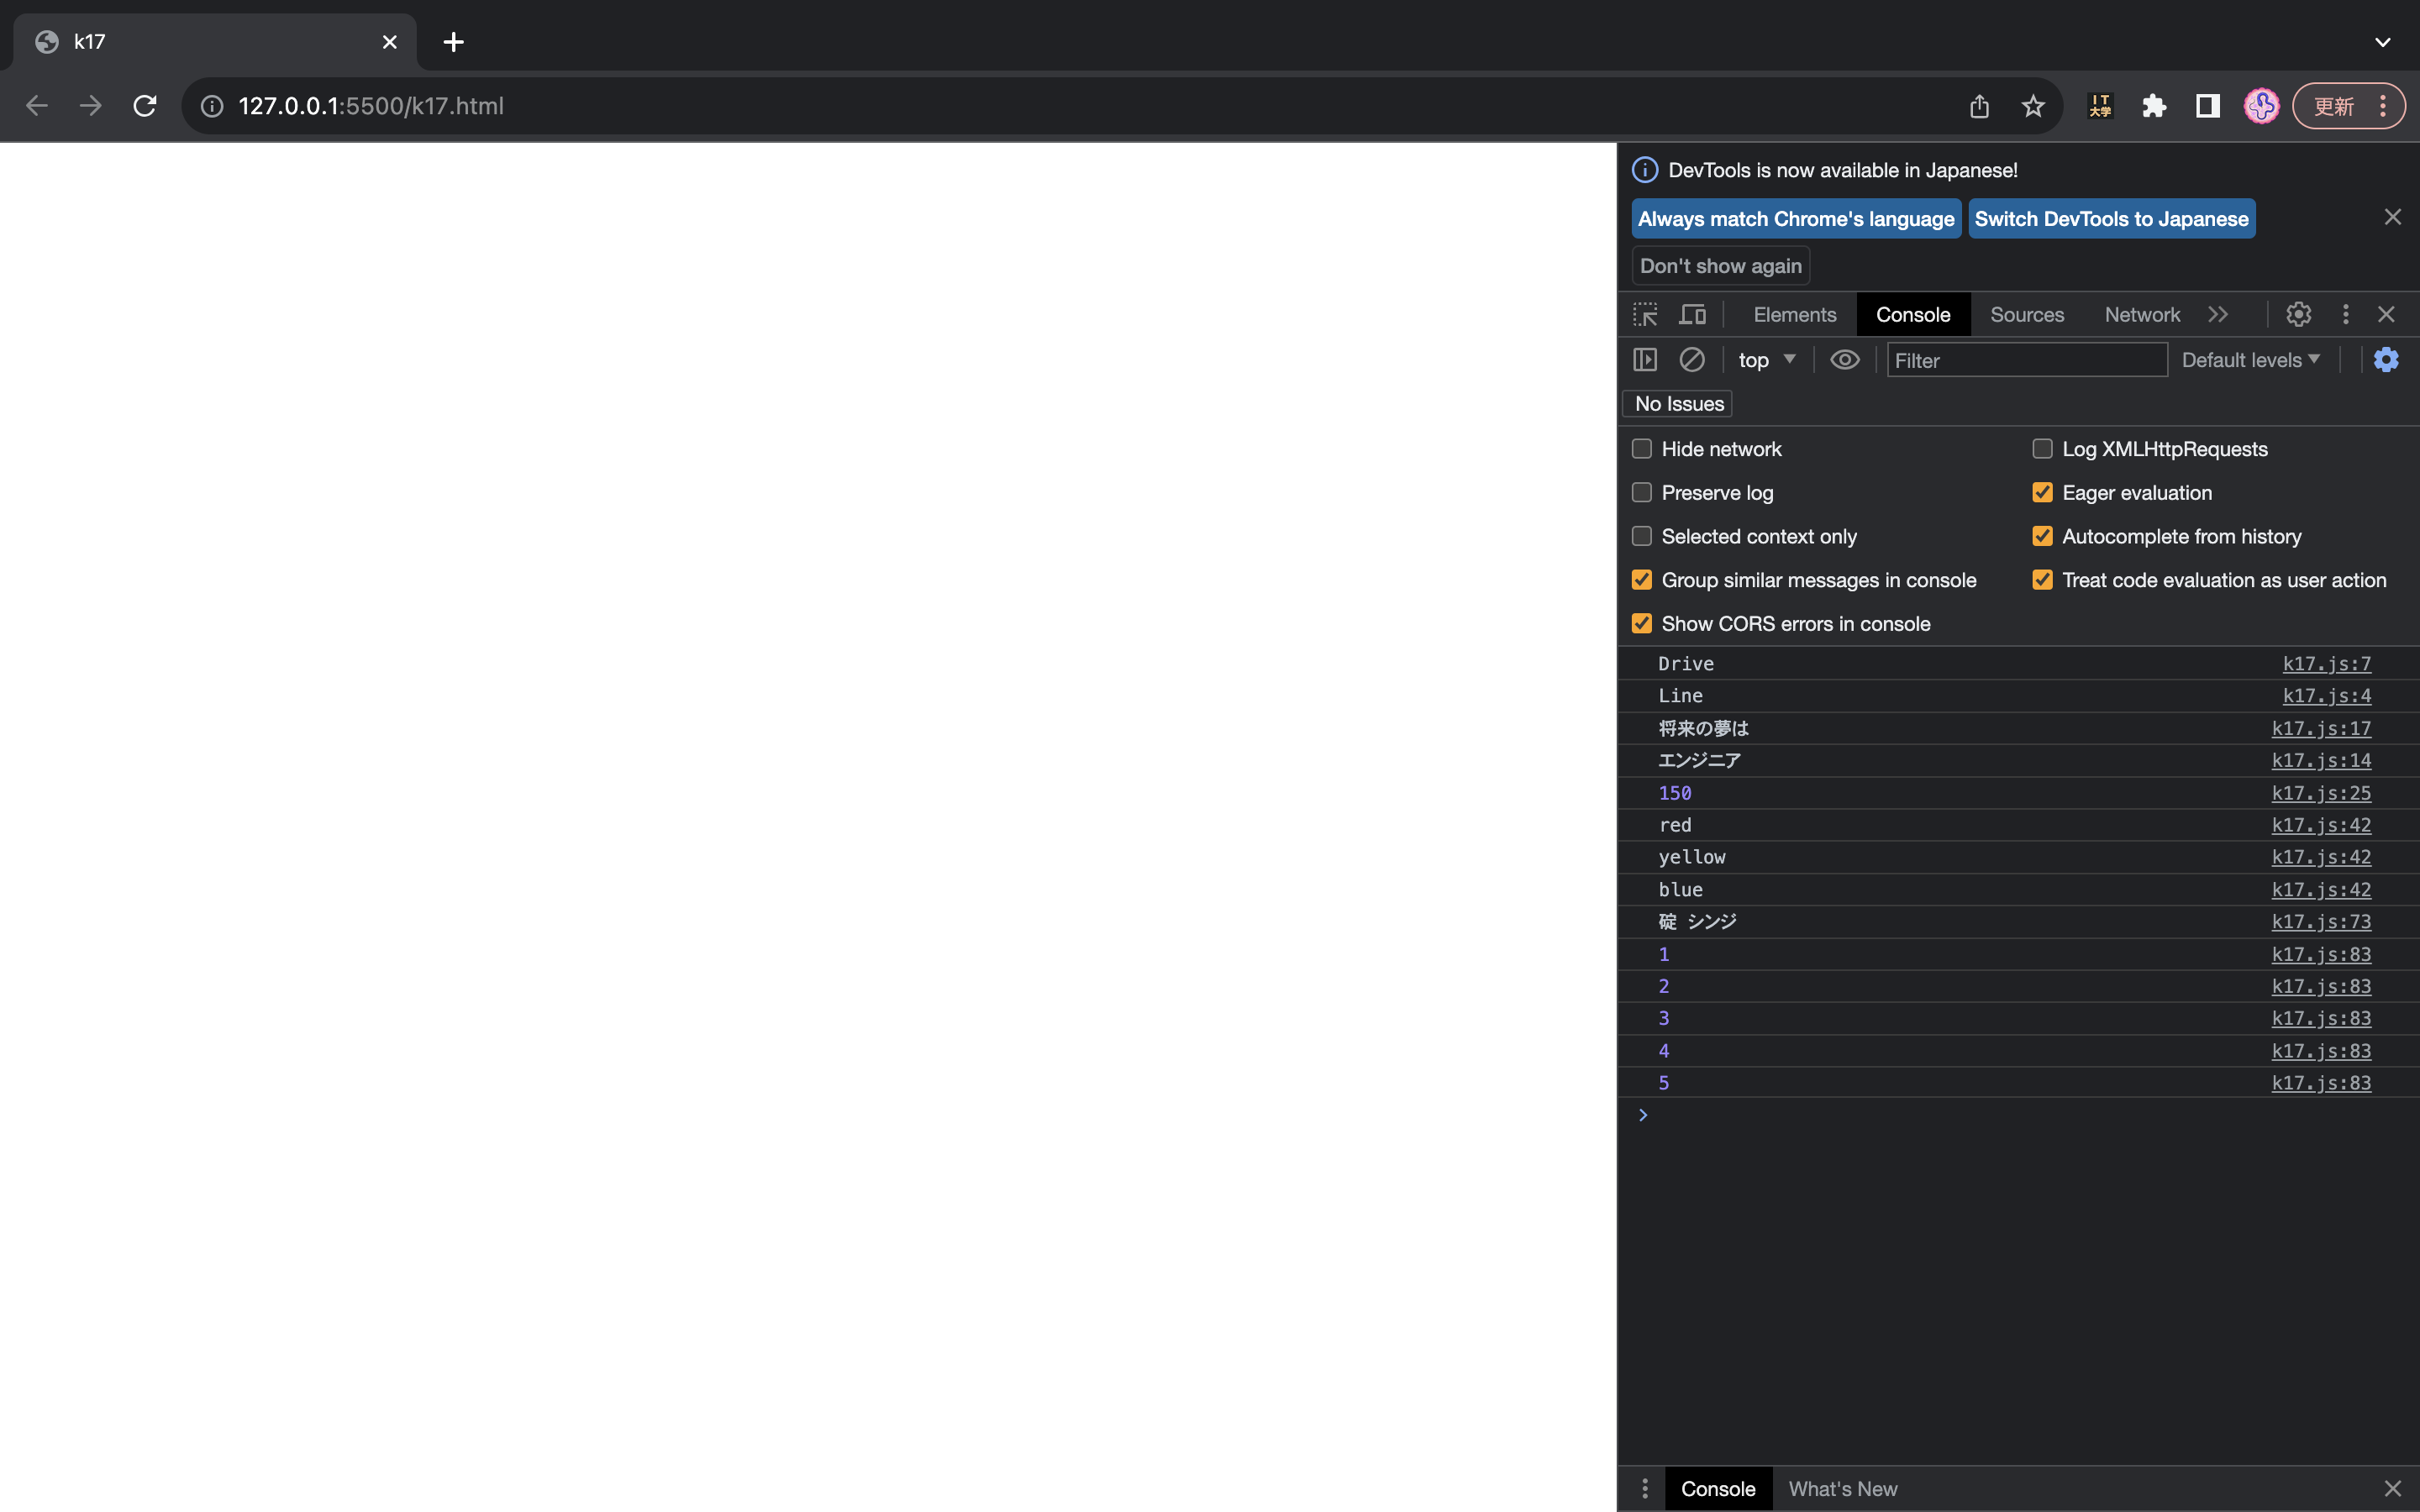 k17
127.0.0.1:5500/k17.html
IT
大学
更新
DevTools is now available in Japanese!
Always match Chrome's language Switch DevTools to Japanese
Don't show again
Elements Console Sources Network
top Filter Default levels
No Issues
Hide network Log XMLHttpRequests
Preserve log Eager evaluation
Selected context only Autocomplete from history
Group similar messages in console Treat code evaluation as user action
Show CORS errors in console
Drive k17.js:7
Line k17.js:4
将来の夢は k17.js:17
エンジニア k17.js:14
150 k17.js:25
red k17.js:42
yellow k17.js:42
blue k17.js:42
碇 シンジ k17.js:73
1 k17.js:83
2 k17.js:83
3 k17.js:83
4 k17.js:83
5 k17.js:83
Console What's New